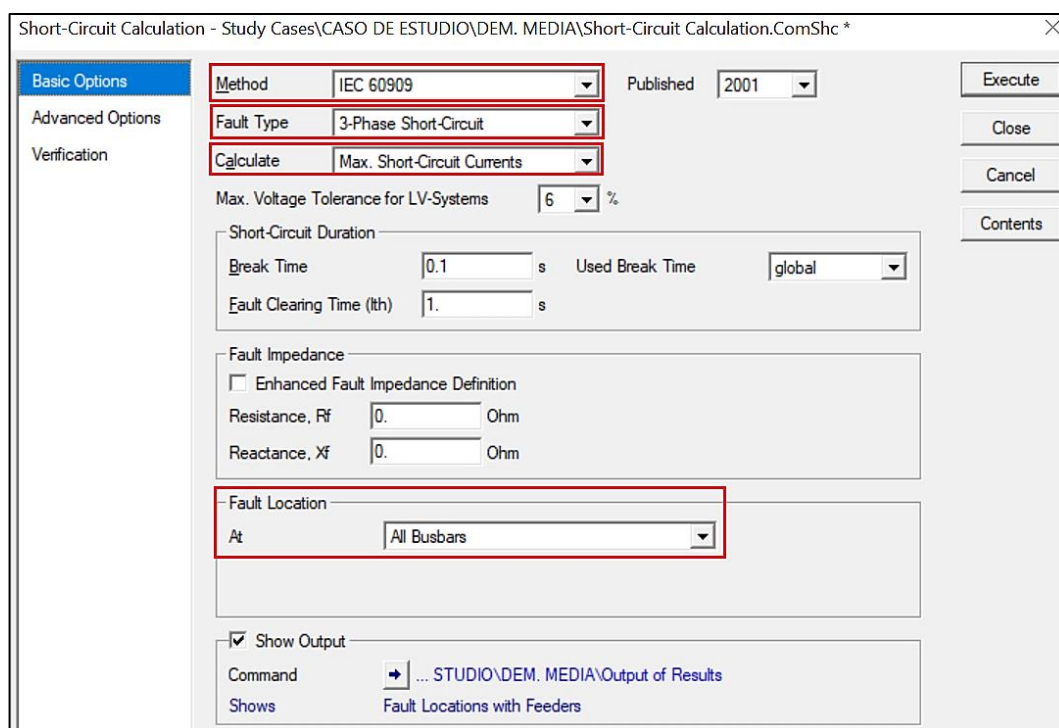 Short-Circuit Calculation - Study Cases\CASO DE ESTUDIO\DEM. MEDIA\Short-Circuit Calculation.ComShc *
Basic Options
Advanced Options
Verification
Method IEC 60909 Published 2001
Fault Type 3-Phase Short-Circuit
Calculate Max. Short-Circuit Currents
Max. Voltage Tolerance for LV-Systems 6 %
Short-Circuit Duration
Break Time 0.1 s Used Break Time global
Fault Clearing Time (Ith) 1. s
Fault Impedance
Enhanced Fault Impedance Definition
Resistance, Rf 0. Ohm
Reactance, Xf 0. Ohm
Fault Location
At All Busbars
Show Output
Command ... STUDIO\DEM. MEDIA\Output of Results
Shows Fault Locations with Feeders
Execute
Close
Cancel
Contents